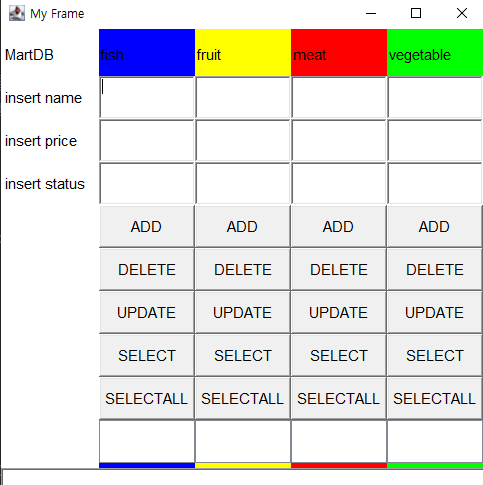 My Frame
MartDB fish fruit meat vegetable
insert name
insert price
insert status
ADD ADD ADD ADD
DELETE DELETE DELETE DELETE
UPDATE UPDATE UPDATE UPDATE
SELECT SELECT SELECT SELECT
SELECTALL SELECTALL SELECTALL SELECTALL